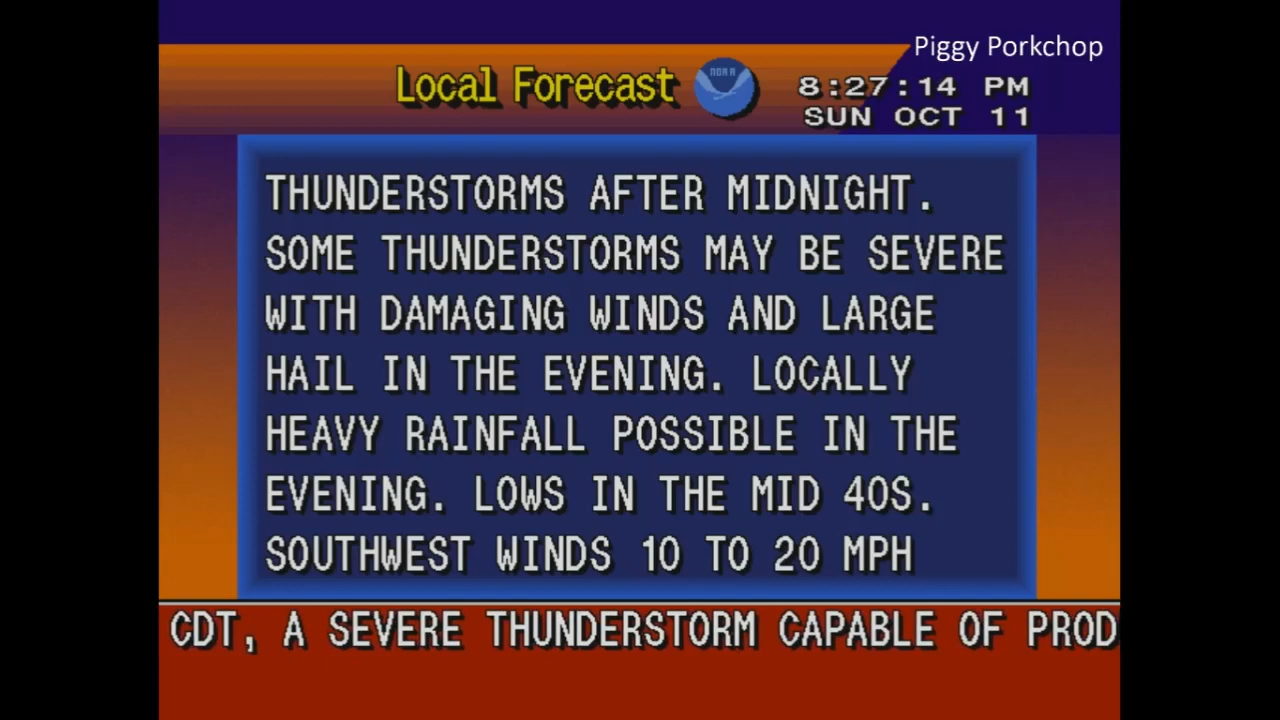 Piggy Porkchop
Local Forecast
NOAA
8:27:14 PM
SUN OCT 11
THUNDERSTORMS AFTER MIDNIGHT.
SOME THUNDERSTORMS MAY BE SEVERE
WITH DAMAGING WINDS AND LARGE
HAIL IN THE EVENING. LOCALLY
HEAVY RAINFALL POSSIBLE IN THE
EVENING. LOWS IN THE MID 40S.
SOUTHWEST WINDS 10 TO 20 MPH
CDT, A SEVERE THUNDERSTORM CAPABLE OF PROD